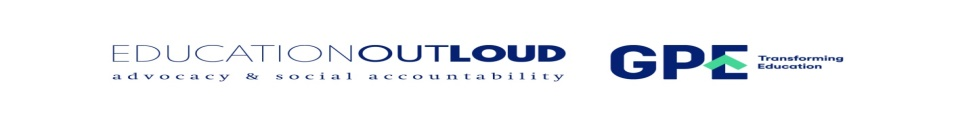 EDUCATIONOUTLOUD
advocacy & social accountability
GPE
Transforming
Education